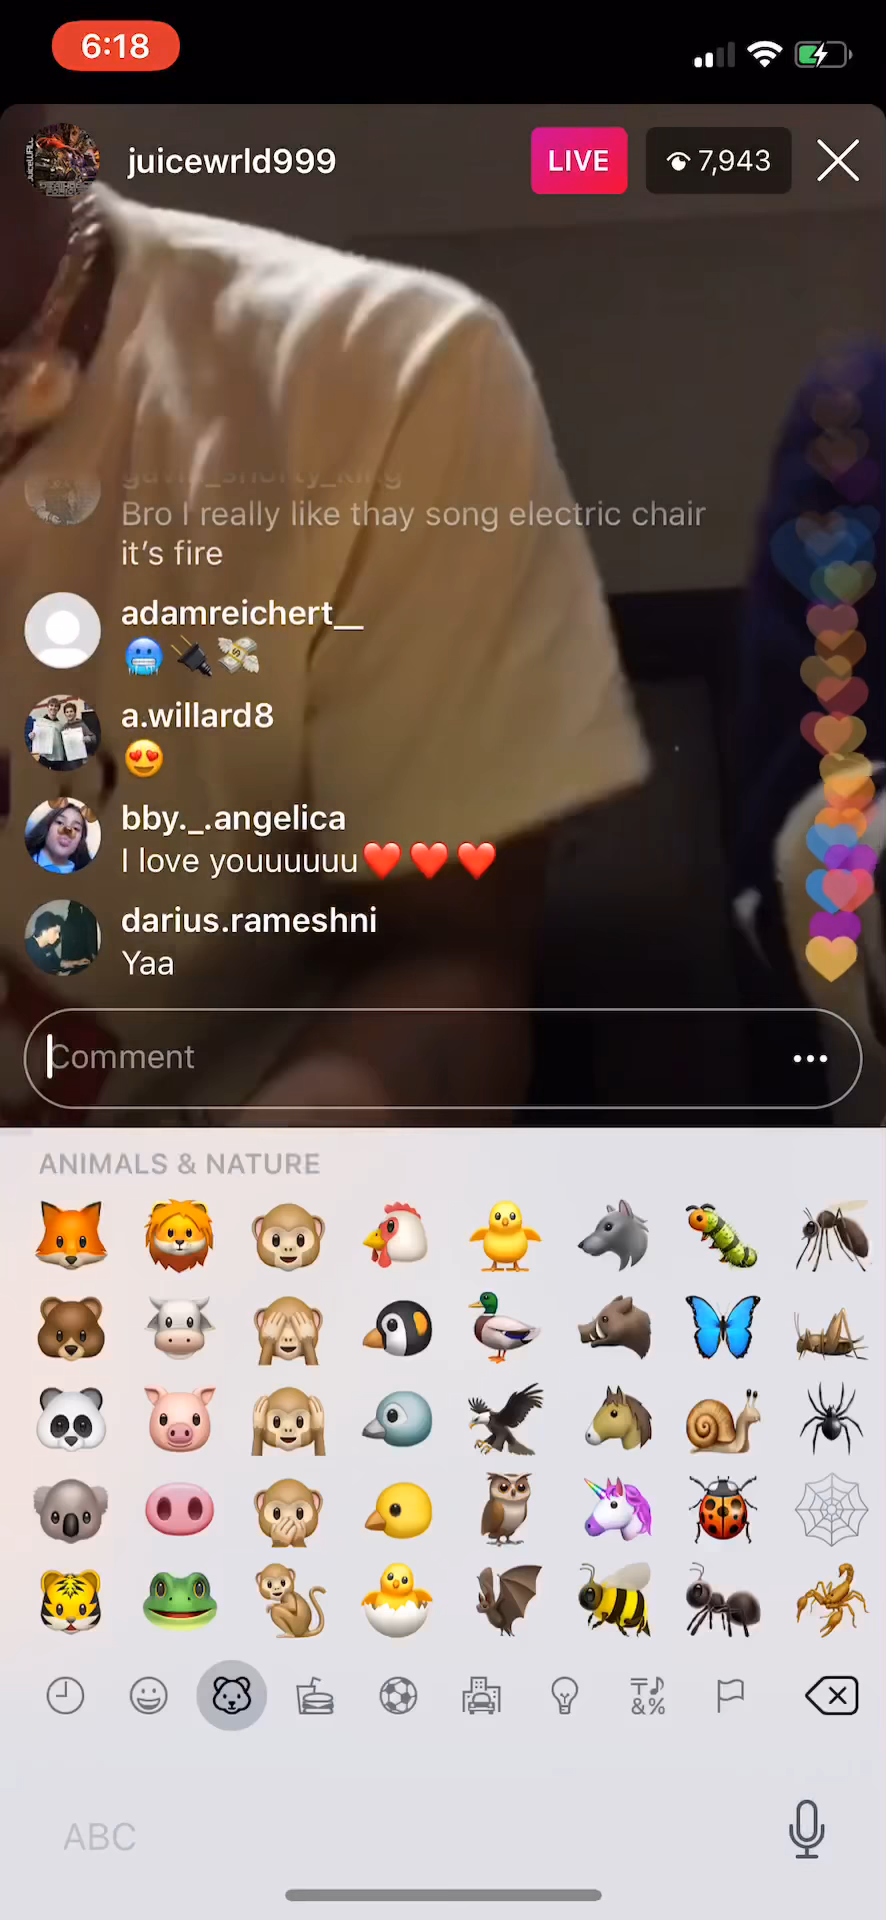 6:18
juicewrld999
LIVE
7,943
Bro I really like thay song electric chair
it's fire
adamreichert__
a.willard8
😍
bby._.angelica
I love youuuuuu❤️❤️❤️
darius.rameshni
Yaa
Comment
ANIMALS & NATURE
ABC